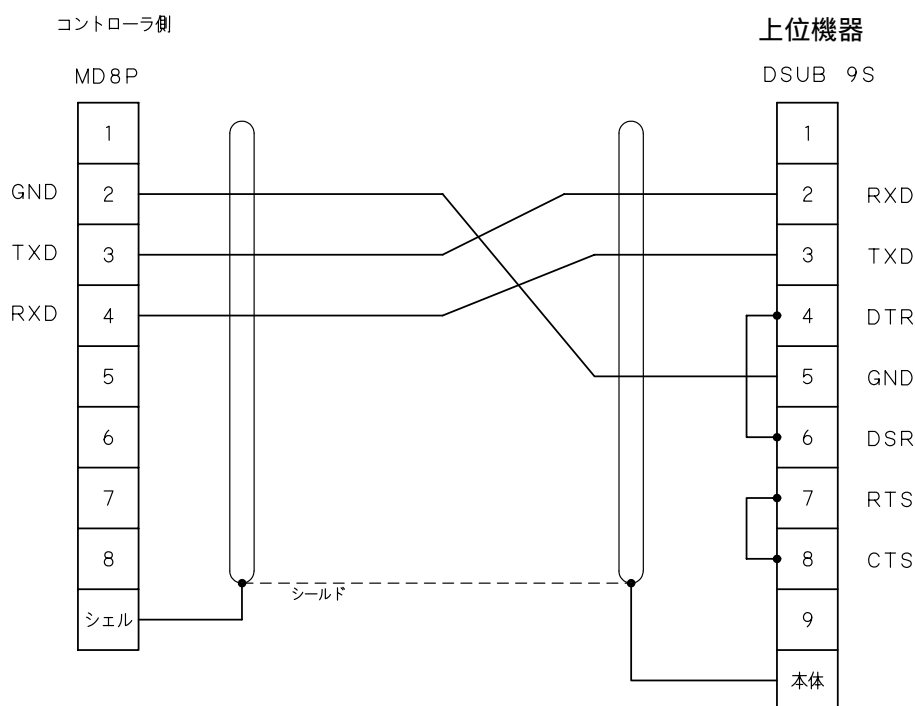 コントローラ側
上位機器
MD8P
DSUB 9S
1
1
GND 2
2 RXD
TXD 3
3 TXD
RXD 4
4 DTR
5
5 GND
6
6 DSR
7
7 RTS
8
8 CTS
シールド
シェル
9
本体